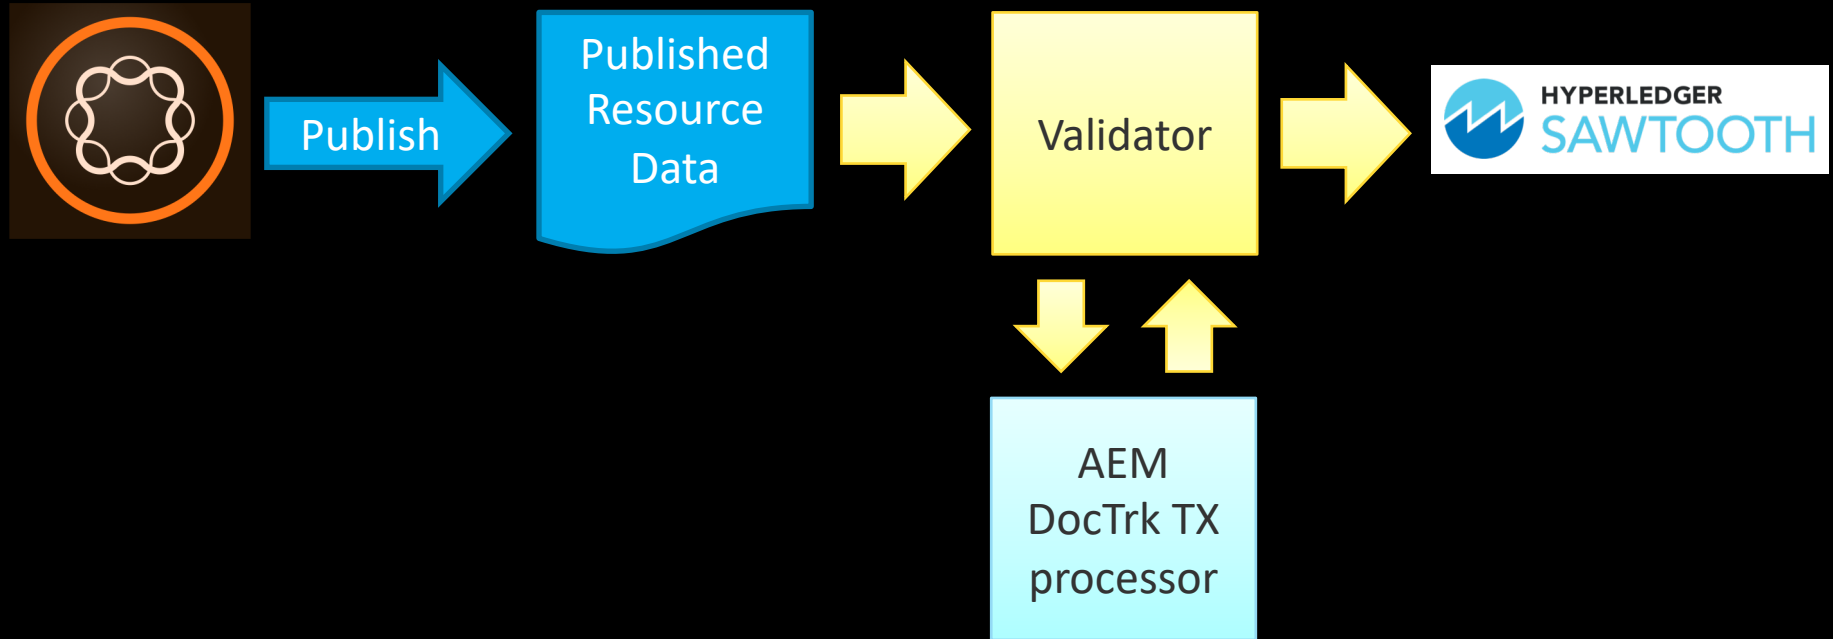 Publish
Published
Resource
Data
Validator
HYPERLEDGER
SAWTOOTH
AEM
DocTrk TX
processor